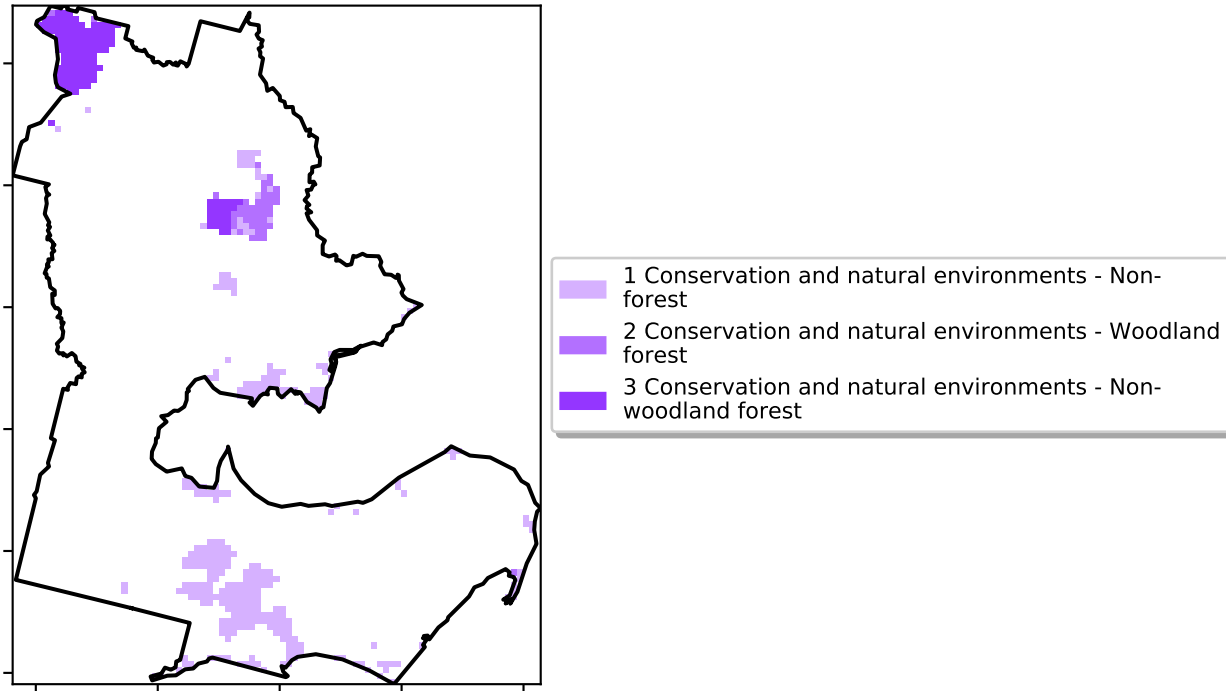 1 Conservation and natural environments - Non-
forest
2 Conservation and natural environments - Woodland
forest
3 Conservation and natural environments - Non-
woodland forest